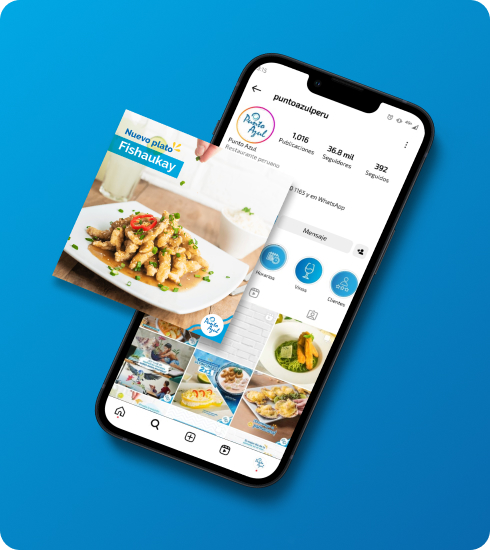 puntoazulperu
Punto Azul
1,016
Publicaciones
36.8 mil
Seguidores
392
Seguidos
Punto Azul
Restaurante peruano
1165 y en WhatsApp
Mensaje
Horarios
Vinos
Clientes
Nuevo plato
Fishaukay
Punto Azul